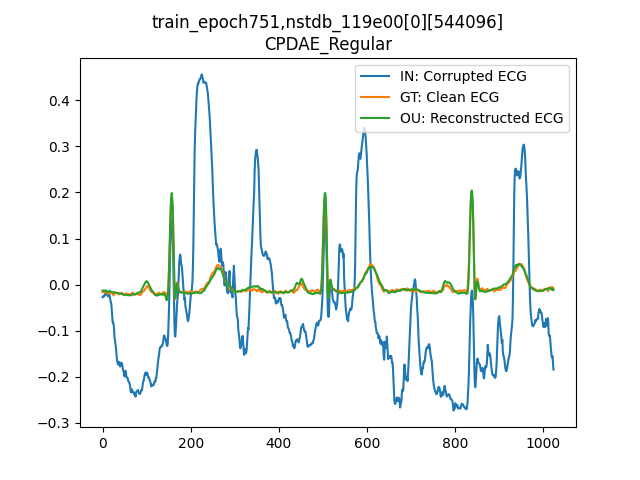 train_epoch751,nstdb_119e00[0][544096]
CPDAE_Regular
IN: Corrupted ECG
GT: Clean ECG
OU: Reconstructed ECG
0.4
0.3
0.2
0.1
0.0
−0.1
−0.2
−0.3
0 200 400 600 800 1000